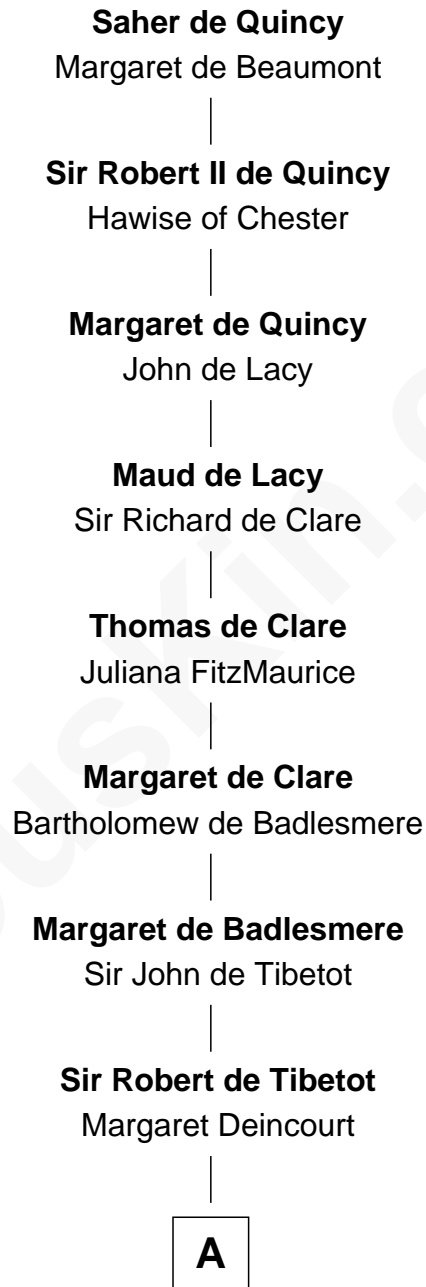 Saher de Quincy
Margaret de Beaumont
Sir Robert II de Quincy
Hawise of Chester
Margaret de Quincy
John de Lacy
Maud de Lacy
Sir Richard de Clare
Thomas de Clare
Juliana FitzMaurice
Margaret de Clare
Bartholomew de Badlesmere
Margaret de Badlesmere
Sir John de Tibetot
Sir Robert de Tibetot
Margaret Deincourt
A